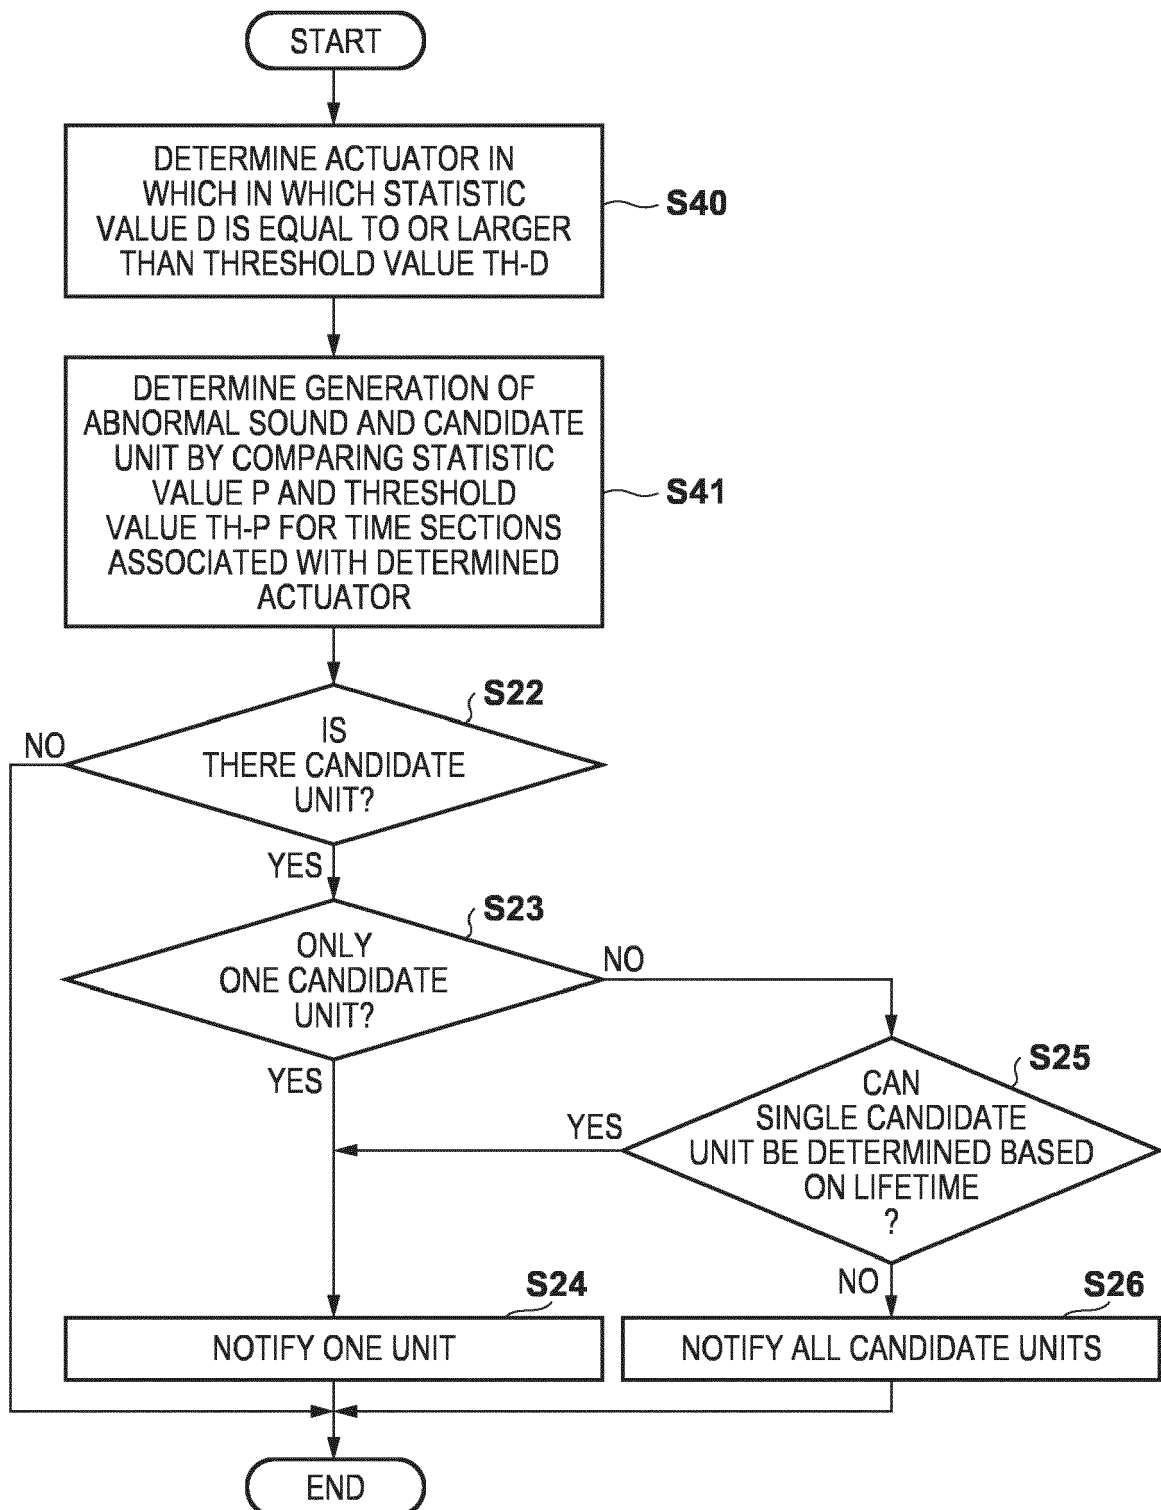 START
DETERMINE ACTUATOR IN
WHICH IN WHICH STATISTIC
VALUE D IS EQUAL TO OR LARGER
THAN THRESHOLD VALUE TH-D
S40
DETERMINE GENERATION OF
ABNORMAL SOUND AND CANDIDATE
UNIT BY COMPARING STATISTIC
VALUE P AND THRESHOLD
VALUE TH-P FOR TIME SECTIONS
ASSOCIATED WITH DETERMINED
ACTUATOR
S41
S22
IS
THERE CANDIDATE
UNIT?
NO
YES
S23
ONLY
ONE CANDIDATE
UNIT?
NO
YES
S25
CAN
SINGLE CANDIDATE
UNIT BE DETERMINED BASED
ON LIFETIME
?
YES
NO
S24
NOTIFY ONE UNIT
S26
NOTIFY ALL CANDIDATE UNITS
END